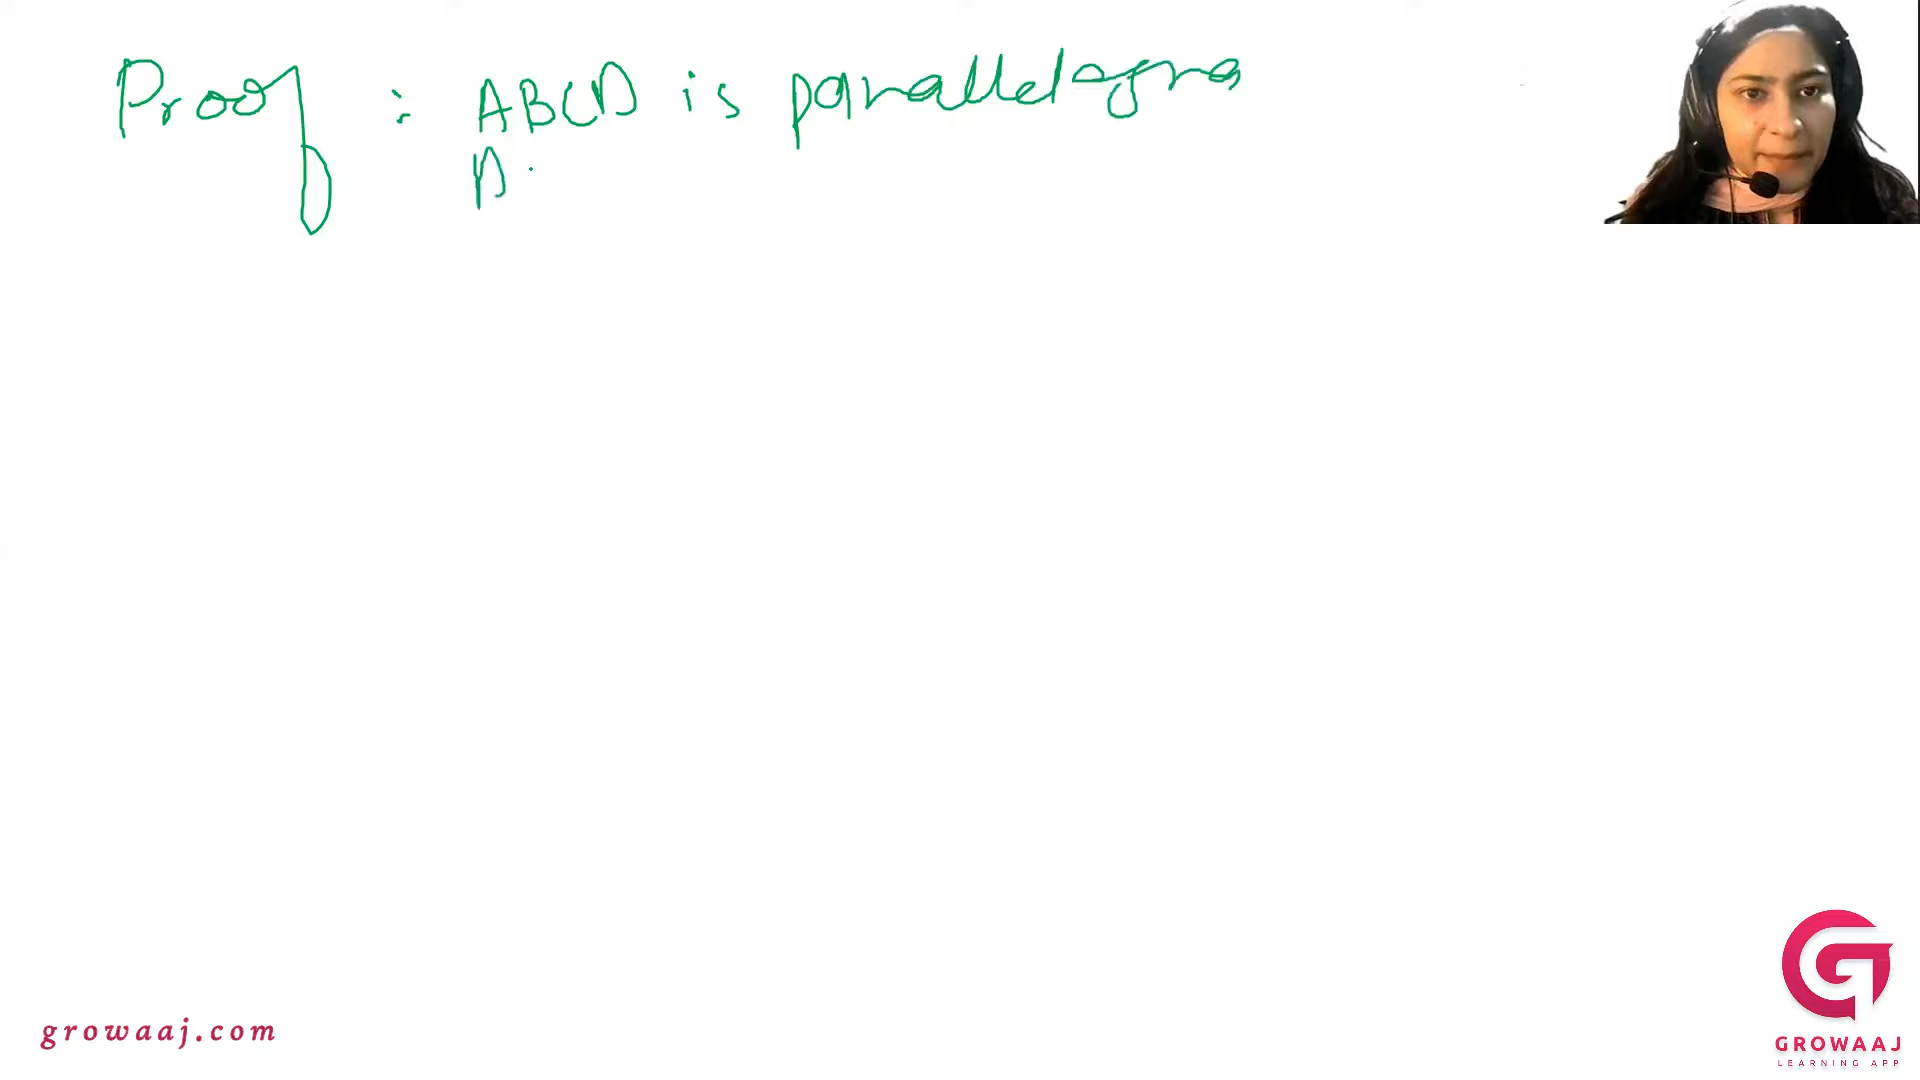 Proof : ABCD is parallelogra
D
growaaj.com
GROWAAJ
LEARNING APP